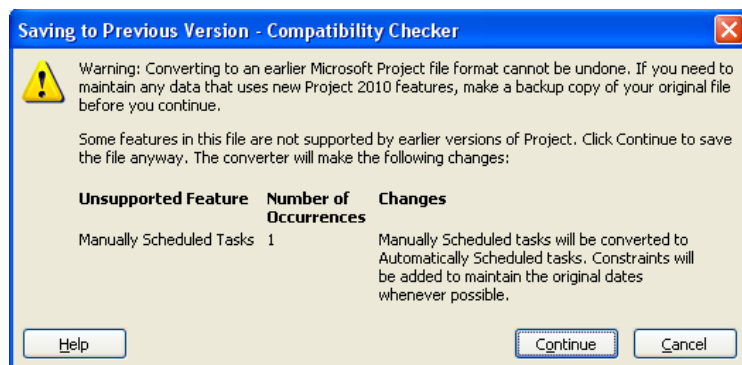 Saving to Previous Version - Compatibility Checker
Warning: Converting to an earlier Microsoft Project file format cannot be undone. If you need to
maintain any data that uses new Project 2010 features, make a backup copy of your original file
before you continue.
Some features in this file are not supported by earlier versions of Project. Click Continue to save
the file anyway. The converter will make the following changes:
Unsupported Feature Number of Occurrences Changes
Manually Scheduled Tasks 1 Manually Scheduled tasks will be converted to
Automatically Scheduled tasks. Constraints will
be added to maintain the original dates
whenever possible.
Help Continue Cancel